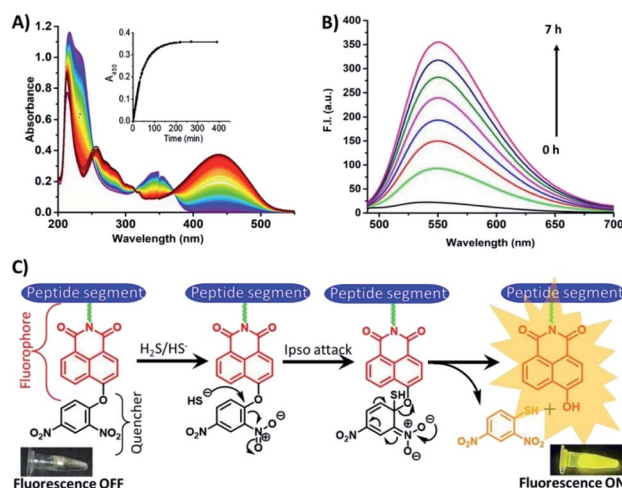 A)
Absorbance
1.2
1.0
0.8
0.6
0.4
0.2
0.0
200 250 300 350 400 450 500
Wavelength (nm)
A450
0.4
0.3
0.2
0.1
0.0
0 100 200 300 400
Time (min)
B)
F.I. (a.u.)
400
350
300
250
200
150
100
50
0
500 550 600 650 700
Wavelength (nm)
7 h
0 h
C)
Peptide segment
Peptide segment
Peptide segment
Peptide segment
Fluorophore
O N O
O
O2N NO2
Quencher
Fluorescence OFF
H2S/HS-
O N O
HS⊖
O
O2N N⊕ O⊖
O
Ipso attack
O N O
SH
O
O2N N⊕ O⊖
O⊖
O N O
OH
SH
+
O2N NO2
Fluorescence ON